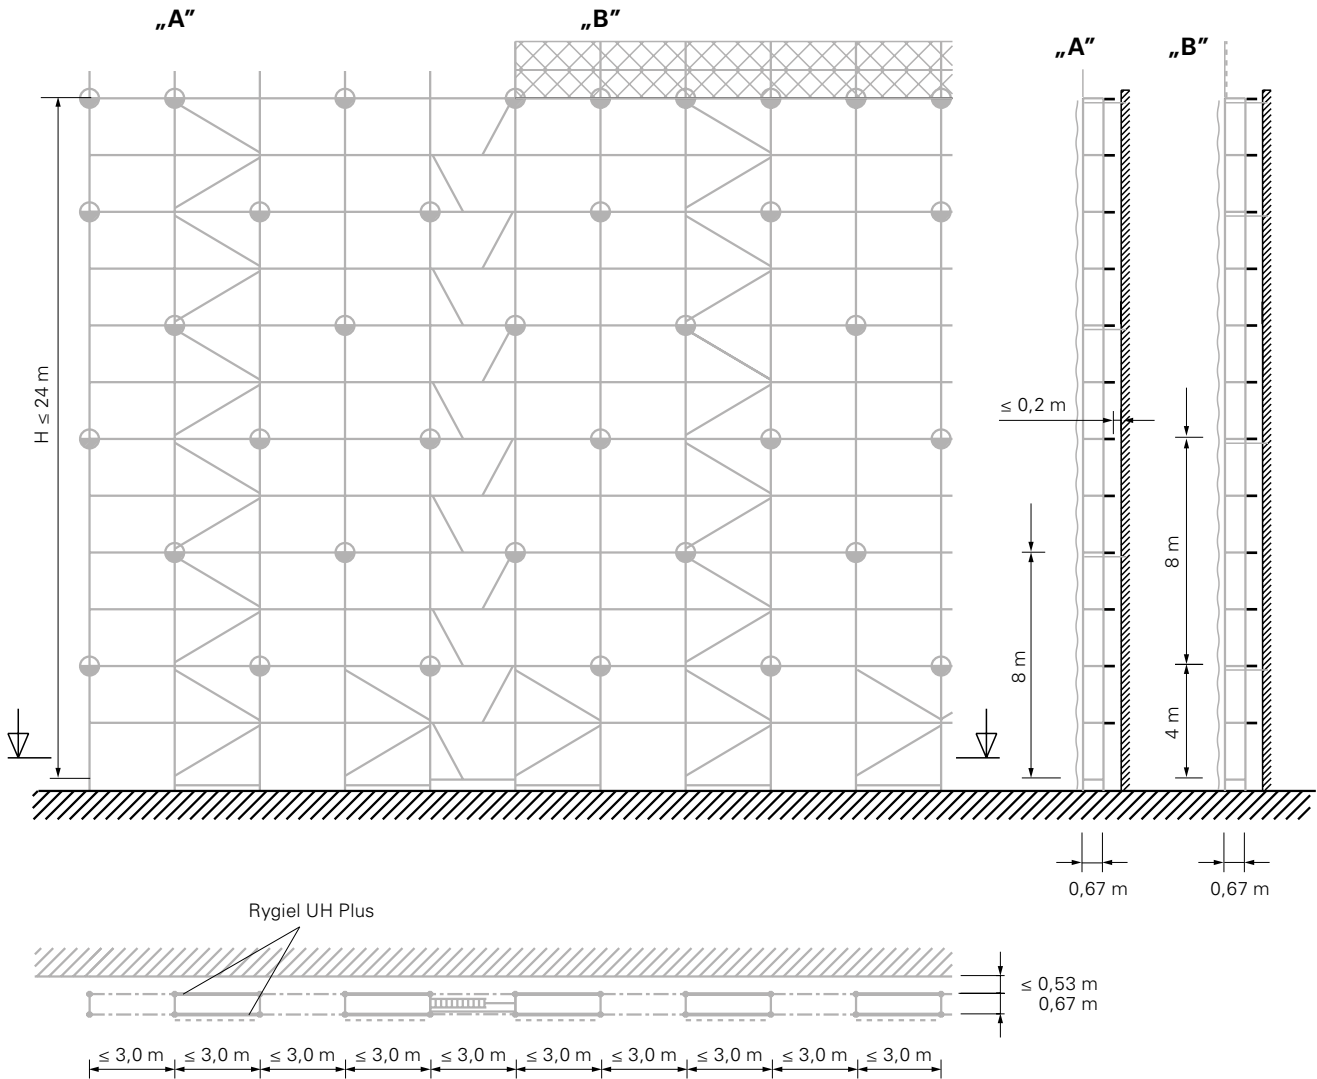 „A”
„B”
„A”
„B”
H ≤ 24 m
≤ 0,2 m
8 m
8 m
4 m
0,67 m
0,67 m
Rygiel UH Plus
≤ 0,53 m
0,67 m
≤ 3,0 m
≤ 3,0 m
≤ 3,0 m
≤ 3,0 m
≤ 3,0 m
≤ 3,0 m
≤ 3,0 m
≤ 3,0 m
≤ 3,0 m
≤ 3,0 m